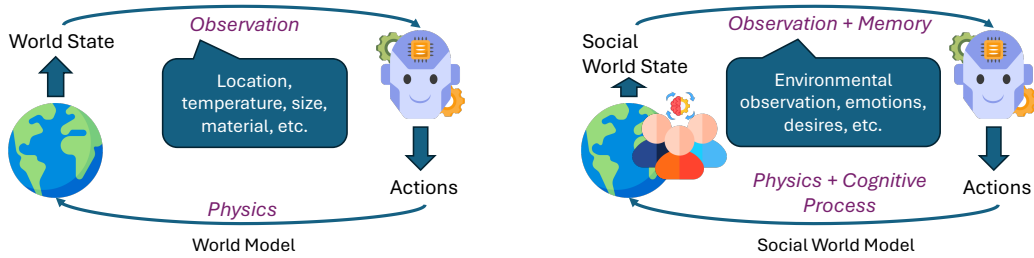 Observation
World State
Location,
temperature, size,
material, etc.
Actions
Physics
World Model
Observation + Memory
Social
World State
Environmental
observation, emotions,
desires, etc.
Physics + Cognitive
Process
Actions
Social World Model